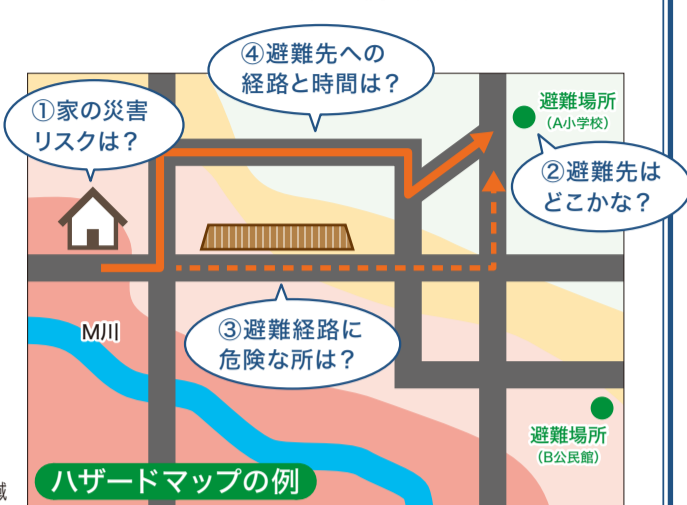 ④避難先への
経路と時間は？
①家の災害
リスクは？
避難場所
（A小学校）
②避難先は
どこかな？
M川
③避難経路に
危険な所は？
避難場所
（B公民館）
ハザードマップの例